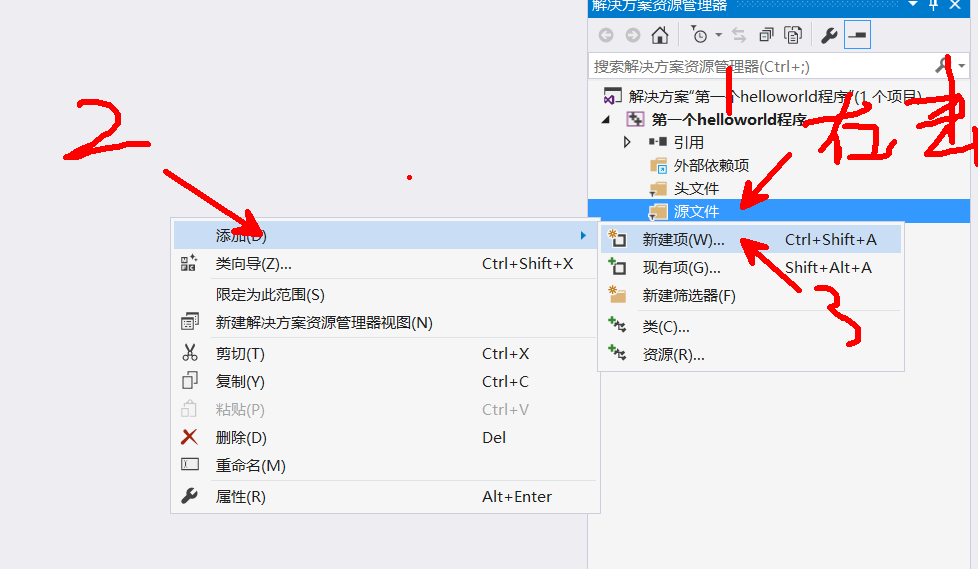 解决方案资源管理器
搜索解决方案资源管理器(Ctrl+;)
解决方案"第一个helloworld程序"(1 个项目)
第一个helloworld程序
引用
外部依赖项
头文件
源文件
1 右击
2
添加(D)
类向导(Z)... Ctrl+Shift+X
限定为此范围(S)
新建解决方案资源管理器视图(N)
剪切(T) Ctrl+X
复制(Y) Ctrl+C
粘贴(P) Ctrl+V
删除(D) Del
重命名(M)
属性(R) Alt+Enter
新建项(W)... Ctrl+Shift+A
现有项(G)... Shift+Alt+A
新建筛选器(F)
类(C)...
资源(R)...
3